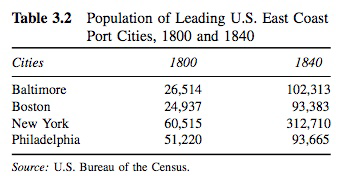 Table 3.2 Population of Leading U.S. East Coast
Port Cities, 1800 and 1840
Cities 1800 1840
Baltimore 26,514 102,313
Boston 24,937 93,383
New York 60,515 312,710
Philadelphia 51,220 93,665
Source: U.S. Bureau of the Census.